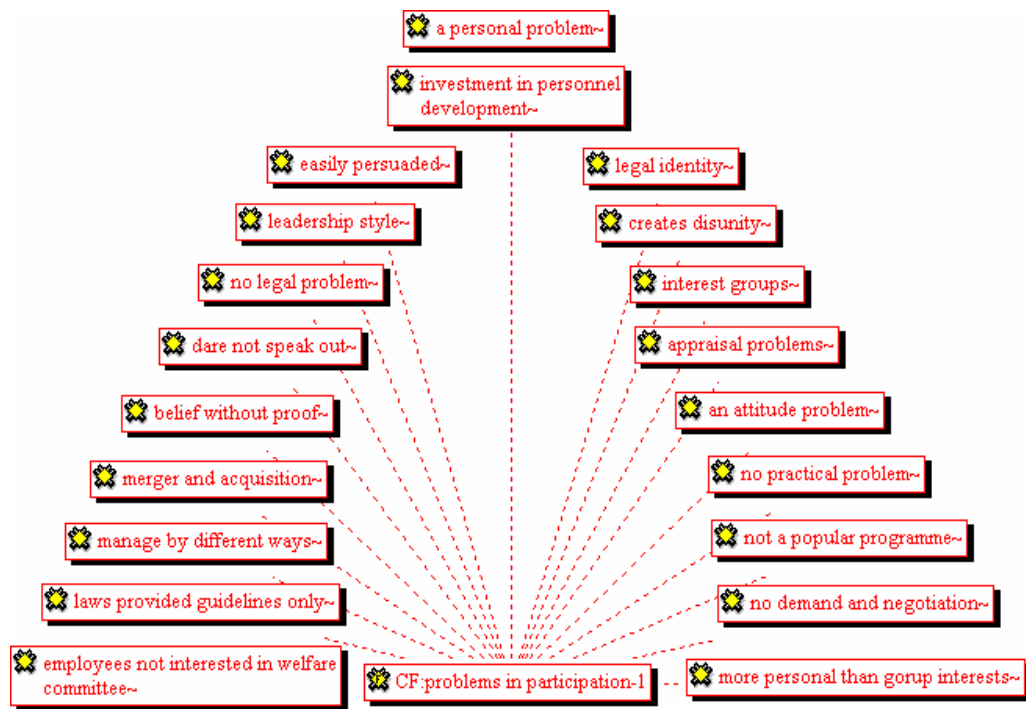 a personal problem~
investment in personnel
development~
easily persuaded~
legal identity~
leadership style~
creates disunity~
no legal problem~
interest groups~
dare not speak out~
appraisal problems~
belief without proof~
an attitude problem~
merger and acquisition~
no practical problem~
manage by different ways~
not a popular programme~
laws provided guidelines only~
no demand and negotiation~
employees not interested in welfare
committee~
CF:problems in participation-1
more personal than gorup interests~